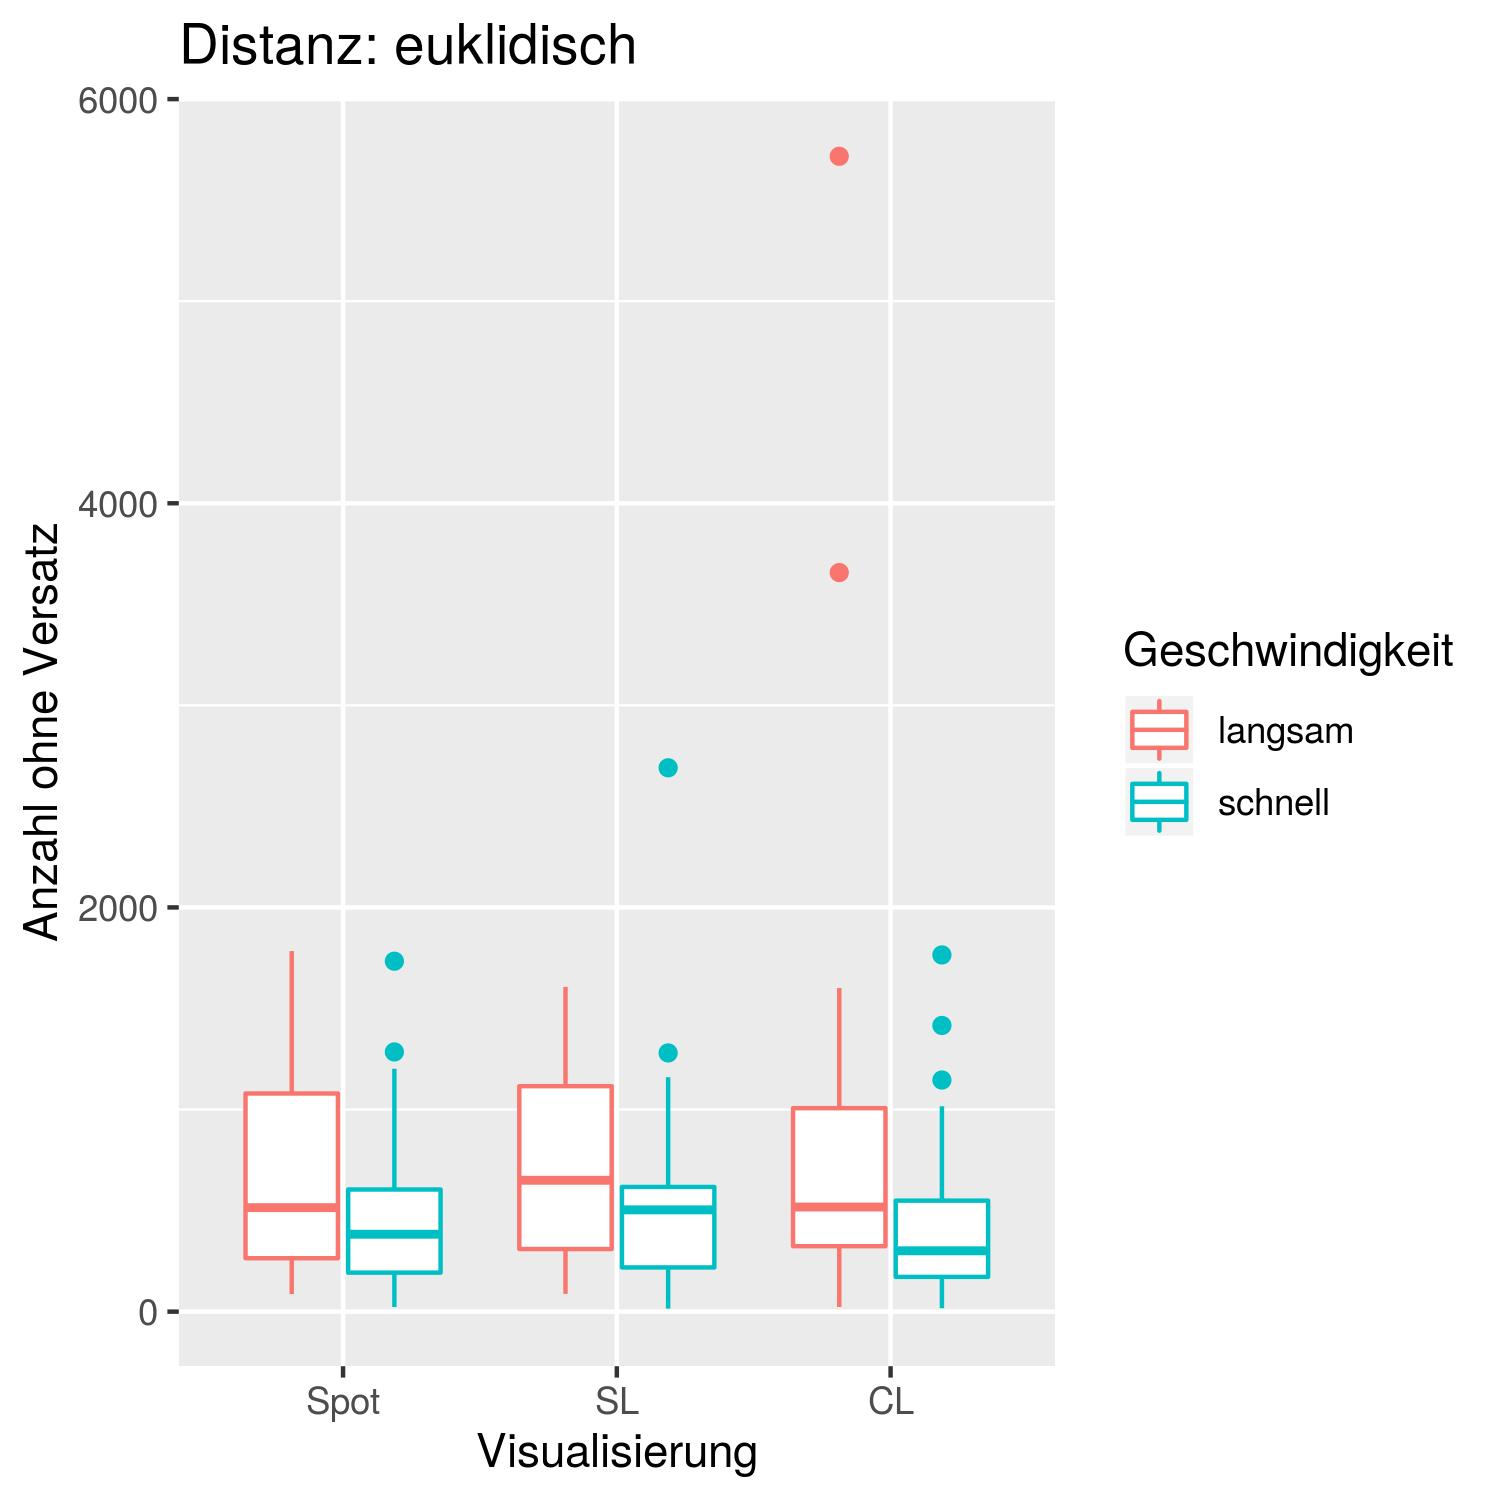 Distanz: euklidisch
6000
4000
2000
0
Anzahl ohne Versatz
Spot SL CL
Visualisierung
Geschwindigkeit
langsam
schnell